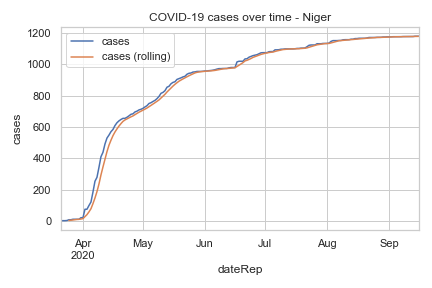 COVID-19 cases over time - Niger
cases
cases (rolling)
1200
1000
800
600
400
200
0
cases
Apr
2020
May
Jun
Jul
Aug
Sep
dateRep